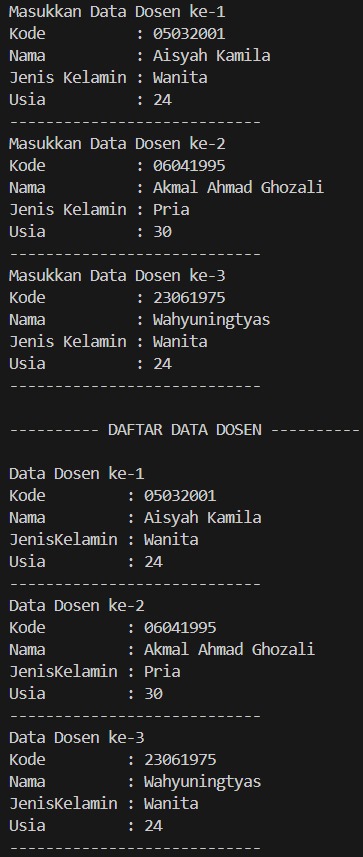 Masukkan Data Dosen ke-1
Kode          : 05032001
Nama          : Aisyah Kamila
Jenis Kelamin : Wanita
Usia          : 24
----------------------------
Masukkan Data Dosen ke-2
Kode          : 06041995
Nama          : Akmal Ahmad Ghozali
Jenis Kelamin : Pria
Usia          : 30
----------------------------
Masukkan Data Dosen ke-3
Kode          : 23061975
Nama          : Wahyuningtyas
Jenis Kelamin : Wanita
Usia          : 24
----------------------------

---------- DAFTAR DATA DOSEN ----------

Data Dosen ke-1
Kode         : 05032001
Nama         : Aisyah Kamila
JenisKelamin : Wanita
Usia         : 24
----------------------------
Data Dosen ke-2
Kode         : 06041995
Nama         : Akmal Ahmad Ghozali
JenisKelamin : Pria
Usia         : 30
----------------------------
Data Dosen ke-3
Kode         : 23061975
Nama         : Wahyuningtyas
JenisKelamin : Wanita
Usia         : 24
----------------------------